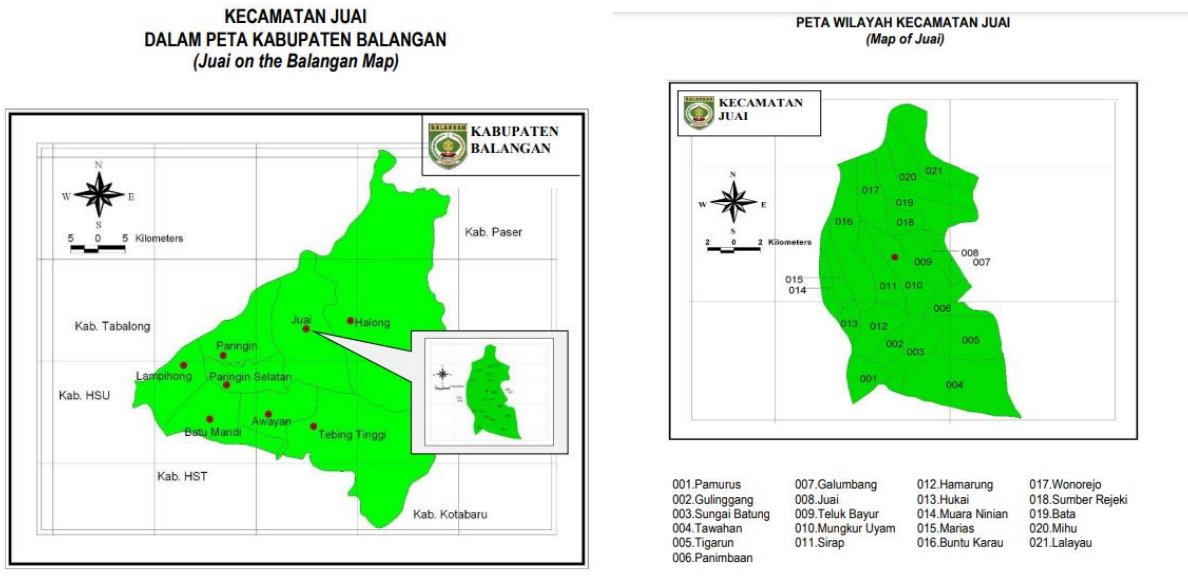 KECAMATAN JUAI
DALAM PETA KABUPATEN BALANGAN
(Juai on the Balangan Map)
BALANGAN
KABUPATEN
BALANGAN
N
W
E
S
5 0 5 Kilometers
Kab. Paser
Kab. Tabalong
Juai
Halong
Paringin
Lampihong
Paringin Selatan
Kab. HSU
Batu Mandi
Awayan
Tebing Tinggi
Kab. HST
Kab. Kotabaru
PETA WILAYAH KECAMATAN JUAI
(Map of Juai)
BALANGAN
KECAMATAN
JUAI
N
W
E
S
2 0 2 Kilometers
021
020
017
019
016
018
008
009
007
015
014
011
010
006
013
012
002
003
005
001
004
001.Pamurus
002.Gulinggang
003.Sungai Batung
004.Tawahan
005.Tigarun
006.Panimbaan
007.Galumbang
008.Juai
009.Teluk Bayur
010.Mungkur Uyam
011.Sirap
012.Hamarung
013.Hukai
014.Muara Ninian
015.Marias
016.Buntu Karau
017.Wonorejo
018.Sumber Rejeki
019.Bata
020.Mihu
021.Lalayau